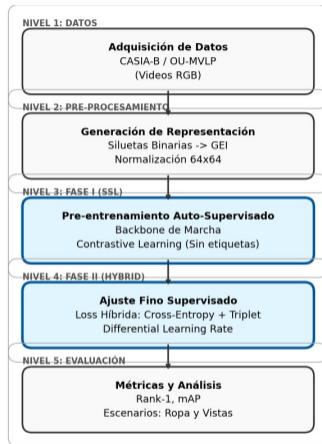 NIVEL 1: DATOS
Adquisición de Datos
CASIA-B / OU-MVLP
(Videos RGB)
NIVEL 2: PRE-PROCESAMIENTO
Generación de Representación
Siluetas Binarias -> GEI
Normalización 64x64
NIVEL 3: FASE I (SSL)
Pre-entrenamiento Auto-Supervisado
Backbone de Marcha
Contrastive Learning (Sin etiquetas)
NIVEL 4: FASE II (HYBRID)
Ajuste Fino Supervisado
Loss Híbrida: Cross-Entropy + Triplet
Differential Learning Rate
NIVEL 5: EVALUACIÓN
Métricas y Análisis
Rank-1, mAP
Escenarios: Ropa y Vistas